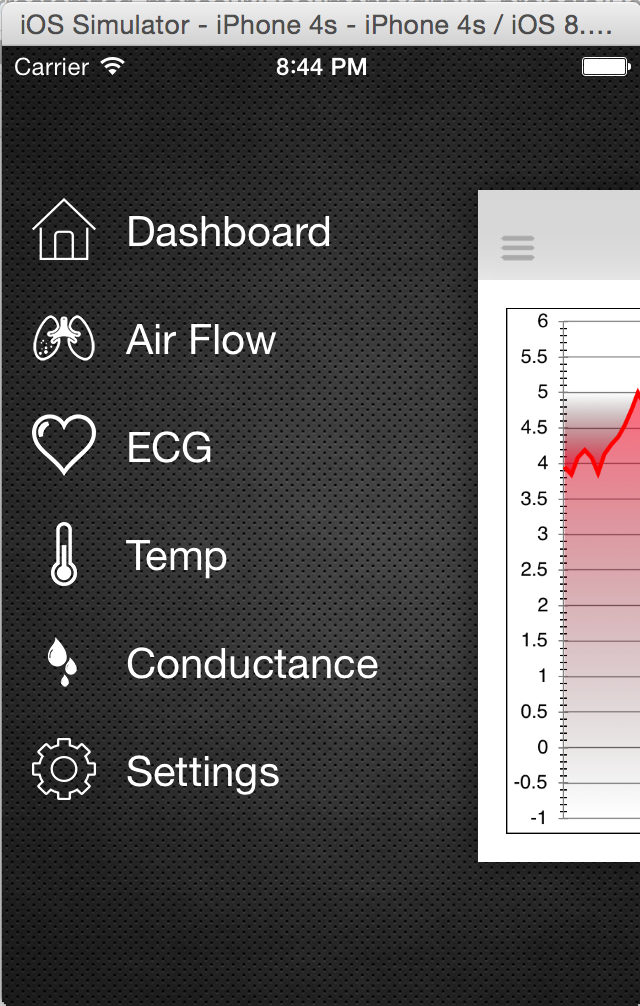 iOS Simulator - iPhone 4s - iPhone 4s / iOS 8....
Carrier 8:44 PM
Dashboard
Air Flow
ECG
Temp
Conductance
Settings
6
5.5
5
4.5
4
3.5
3
2.5
2
1.5
1
0.5
0
-0.5
-1